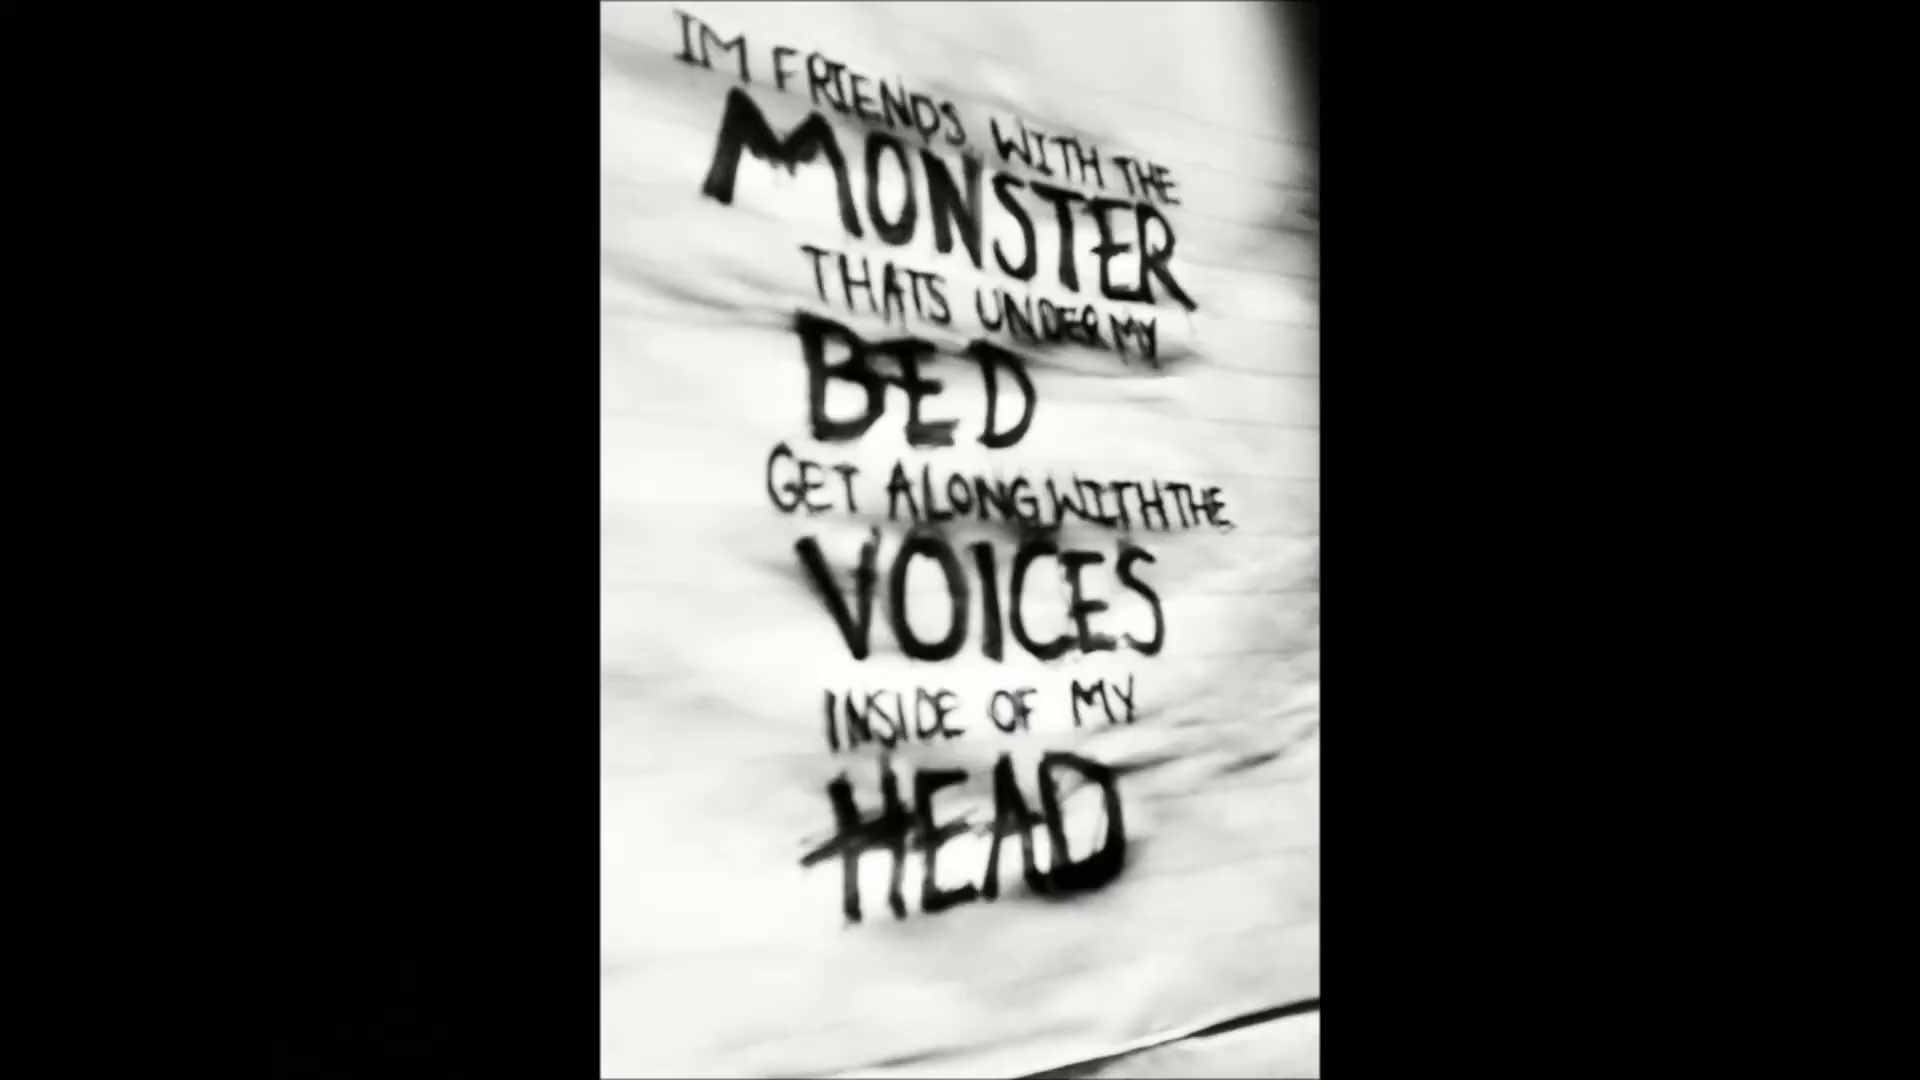 IM FRIENDS WITH THE
MONSTER
THATS UNDER MY
BED
GET ALONG WITH THE
VOICES
INSIDE OF MY
HEAD